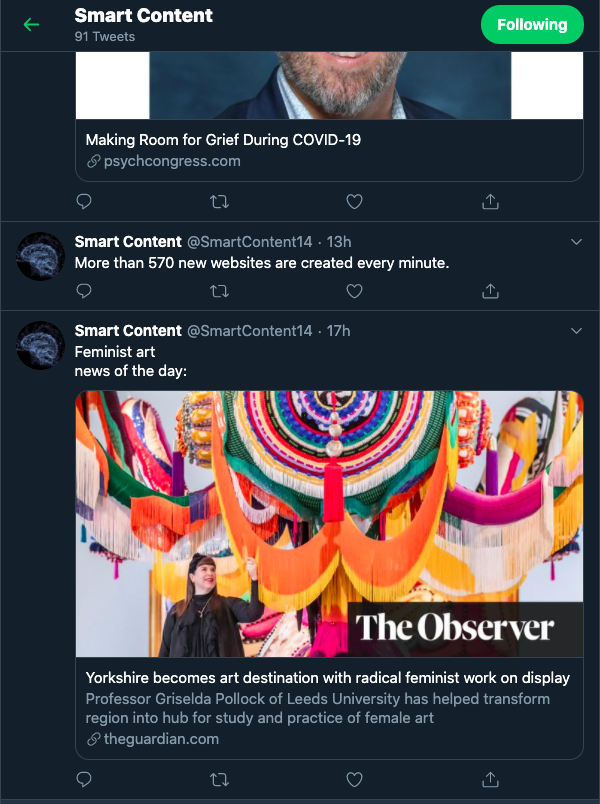 Smart Content
91 Tweets
Following
Making Room for Grief During COVID-19
psychcongress.com
Smart Content @SmartContent14 · 13h
More than 570 new websites are created every minute.
Smart Content @SmartContent14 · 17h
Feminist art
news of the day:
The Observer
Yorkshire becomes art destination with radical feminist work on display
Professor Griselda Pollock of Leeds University has helped transform
region into hub for study and practice of female art
theguardian.com